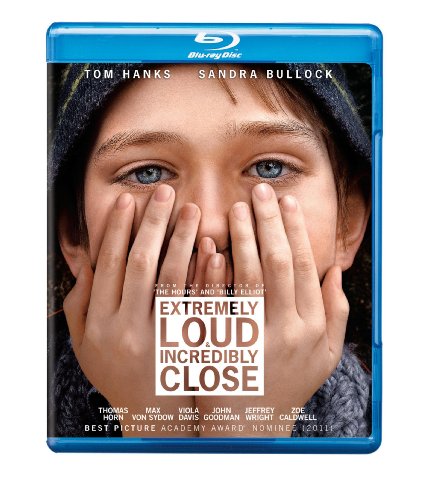 Blu-ray Disc
TOM HANKS SANDRA BULLOCK
FROM THE DIRECTOR OF
'THE HOURS' AND 'BILLY ELLIOT'
EXTREMELY
LOUD
&
INCREDIBLY
CLOSE
THOMAS HORN MAX VON SYDOW VIOLA DAVIS JOHN GOODMAN JEFFREY WRIGHT ZOE CALDWELL
BEST PICTURE ACADEMY AWARD® NOMINEE (2011)